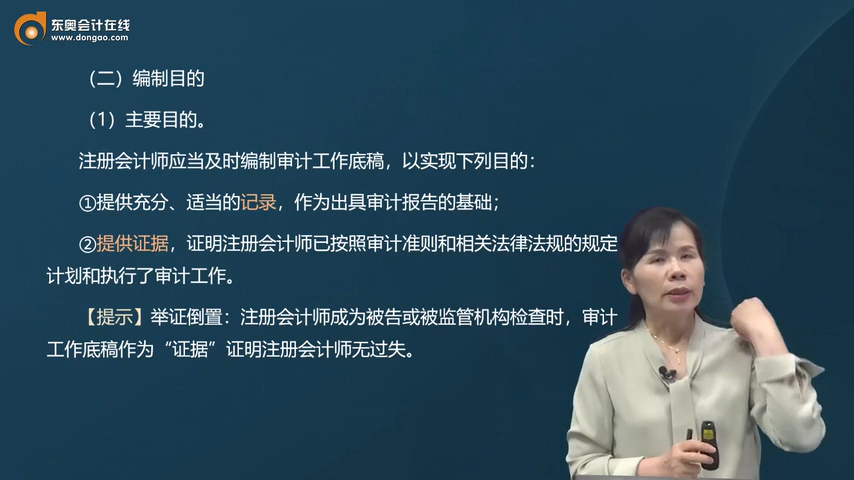 东奥会计在线
www.dongao.com
（二）编制目的
（1）主要目的。
注册会计师应当及时编制审计工作底稿，以实现下列目的：
①提供充分、适当的记录，作为出具审计报告的基础；
②提供证据，证明注册会计师已按照审计准则和相关法律法规的规定
计划和执行了审计工作。
【提示】举证倒置：注册会计师成为被告或被监管机构检查时，审计
工作底稿作为“证据”证明注册会计师无过失。